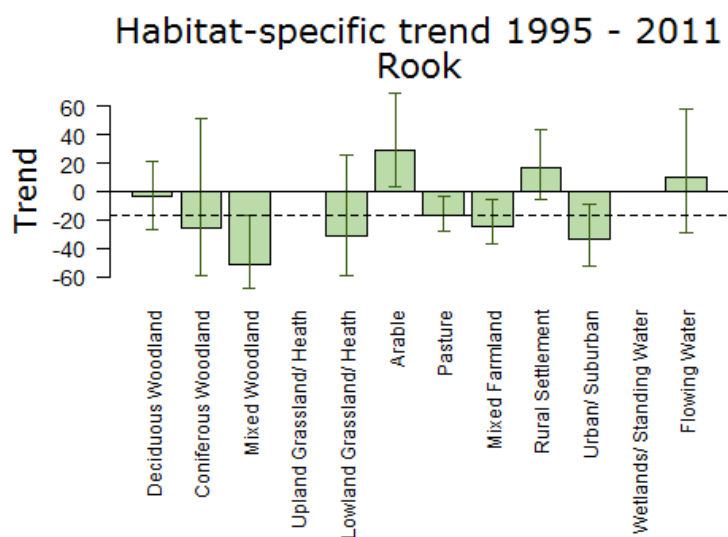 Habitat-specific trend 1995 - 2011
Rook
Trend
60
40
20
0
-20
-40
-60
Deciduous Woodland
Coniferous Woodland
Mixed Woodland
Upland Grassland/ Heath
Lowland Grassland/ Heath
Arable
Pasture
Mixed Farmland
Rural Settlement
Urban/ Suburban
Wetlands/ Standing Water
Flowing Water